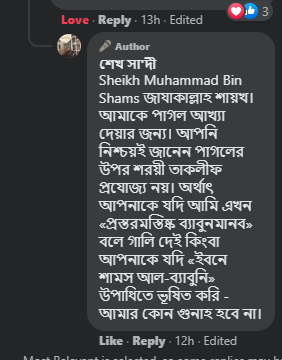 3
Love · Reply · 13h · Edited
Author
শেখ সা'দী
Sheikh Muhammad Bin
Shams জাযাকাল্লাহ শায়খ।
আমাকে পাগল আখ্যা
দেয়ার জন্য। আপনি
নিশ্চয়ই জানেন পাগলের
উপর শরয়ী তাকলীফ
প্রযোজ্য নয়। অর্থাৎ
আপনাকে যদি আমি এখন
«প্রস্তরমস্তিষ্ক ব্যাবুনমানব»
বলে গালি দেই কিংবা
আপনাকে যদি «ইবনে
শামস আল-ব্যাবুনি»
উপাধিতে ভূষিত করি -
আমার কোন গুনাহ হবে না।
Like · Reply · 12h · Edited